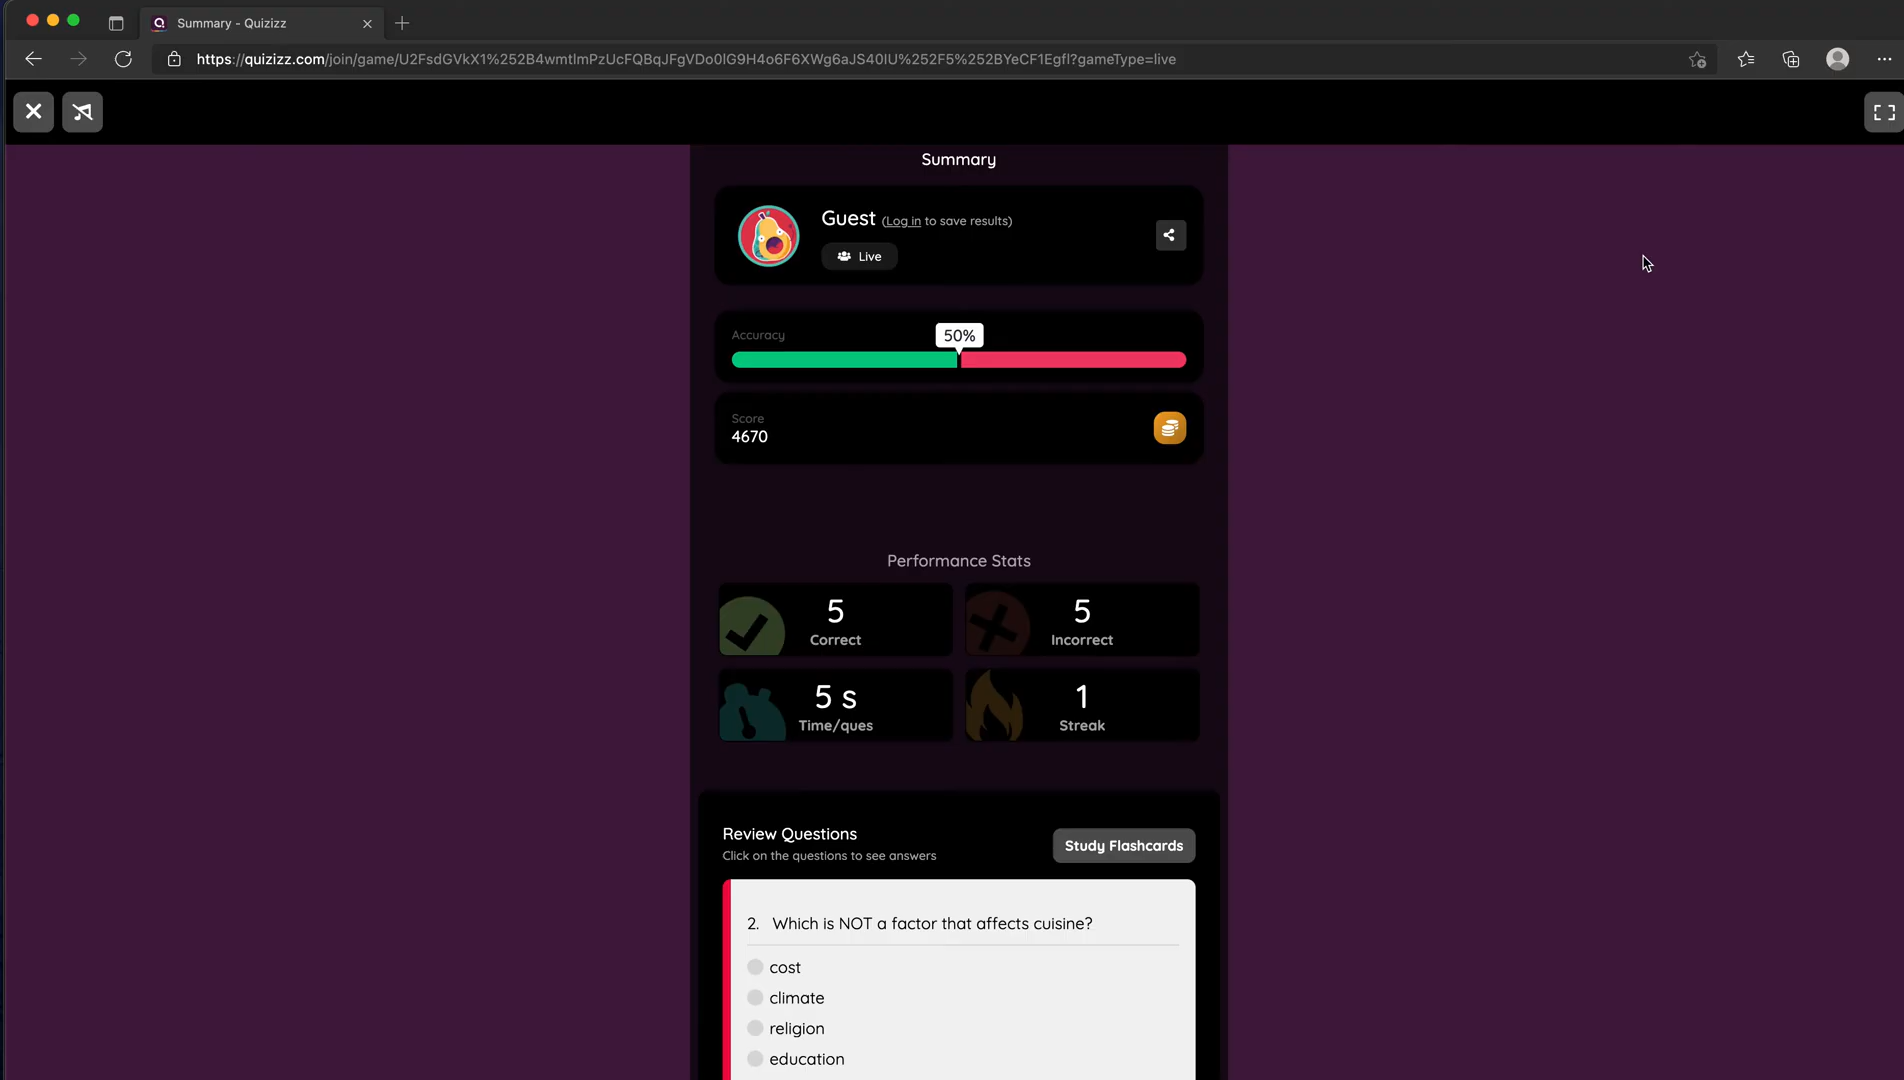 Summary - Quizizz
https://quizizz.com/join/game/U2FsdGVkX1%252B4wmtlmPzUcFQBqJFgVDo0lG9H4o6F6XWg6aJS40lU%252F5%252BYeCF1Egfl?gameType=live
Summary
Guest (Log in to save results)
Live
Accuracy
50%
Score
4670
Performance Stats
5
Correct
5
Incorrect
5 s
Time/ques
1
Streak
Review Questions
Click on the questions to see answers
Study Flashcards
2. Which is NOT a factor that affects cuisine?
cost
climate
religion
education